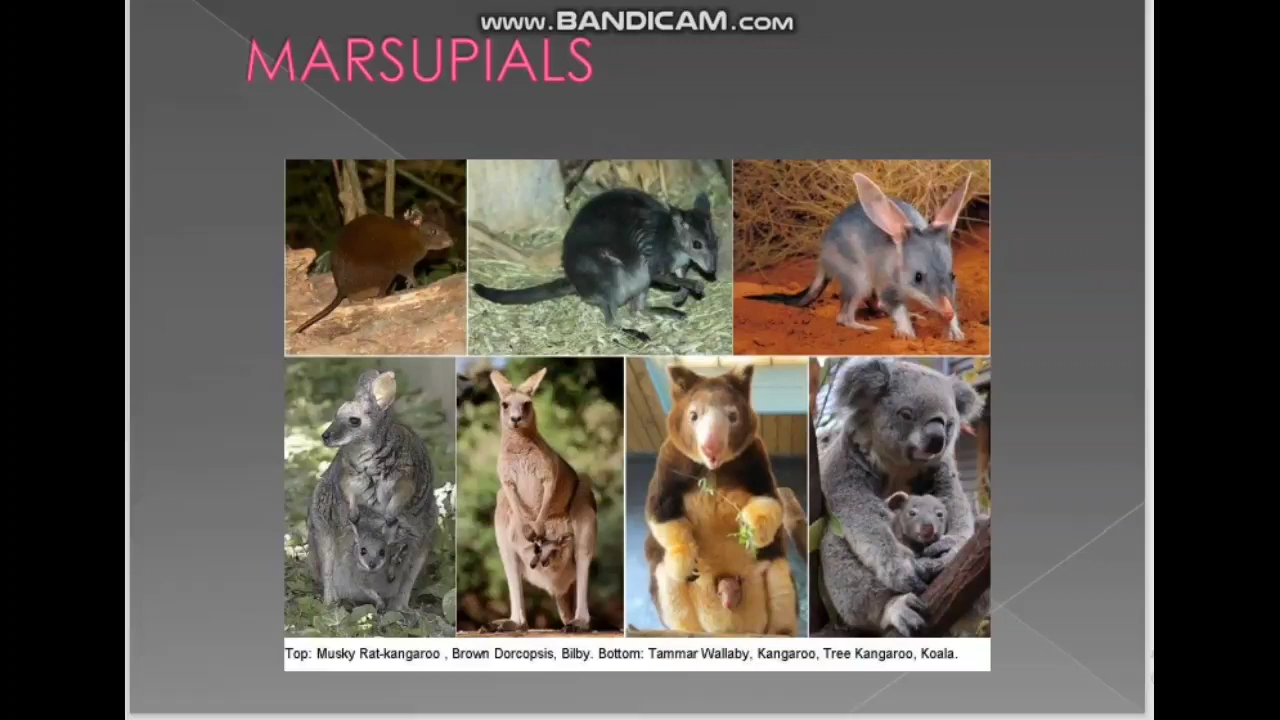 www.BANDICAM.com
MARSUPIALS
Top: Musky Rat-kangaroo , Brown Dorcopsis, Bilby. Bottom: Tammar Wallaby, Kangaroo, Tree Kangaroo, Koala.